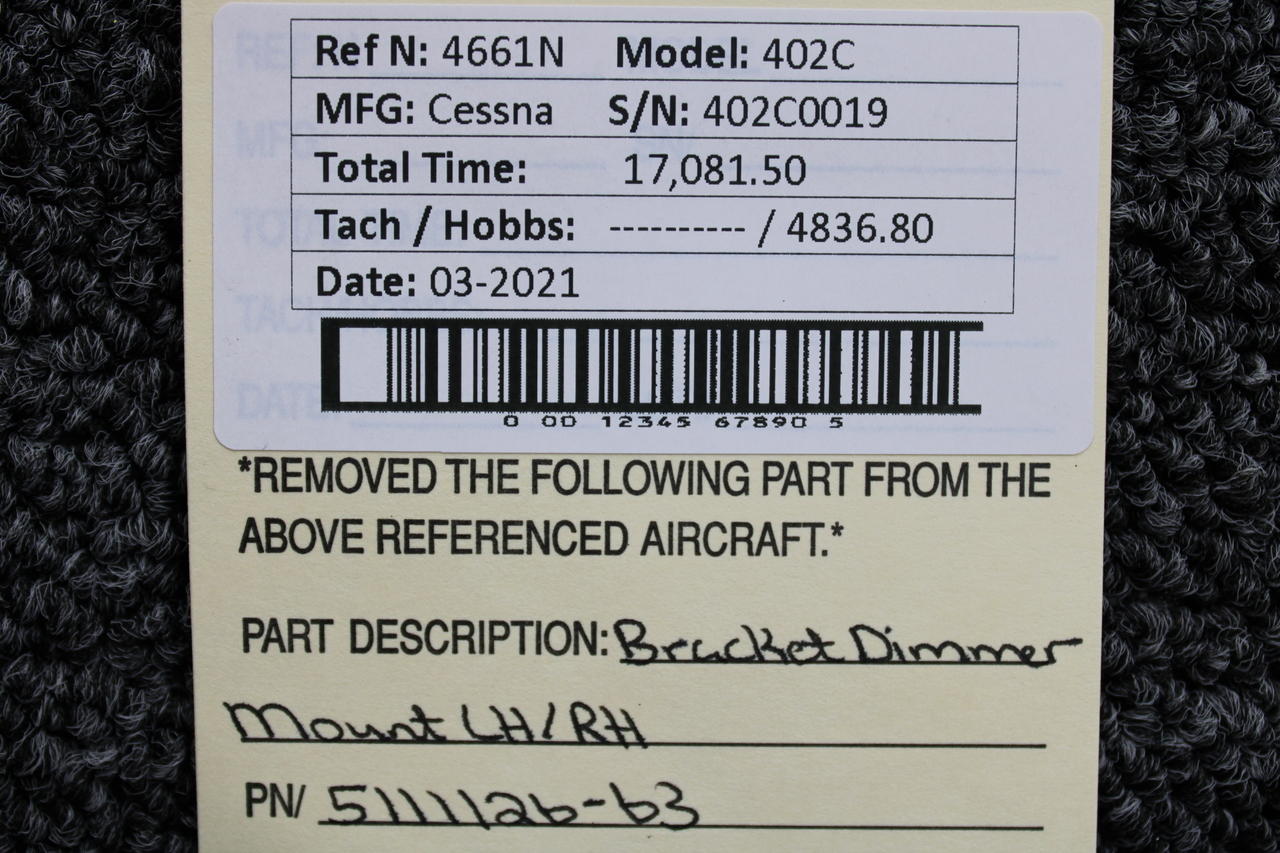 Ref N: 4661N Model: 402C
MFG: Cessna S/N: 402C0019
Total Time: 17,081.50
Tach / Hobbs: ---------- / 4836.80
Date: 03-2021
0 00 12345 67890 5
*REMOVED THE FOLLOWING PART FROM THE
ABOVE REFERENCED AIRCRAFT.*
PART DESCRIPTION: Bracket Dimmer
Mount LH/RH
PN/ 5111126-63